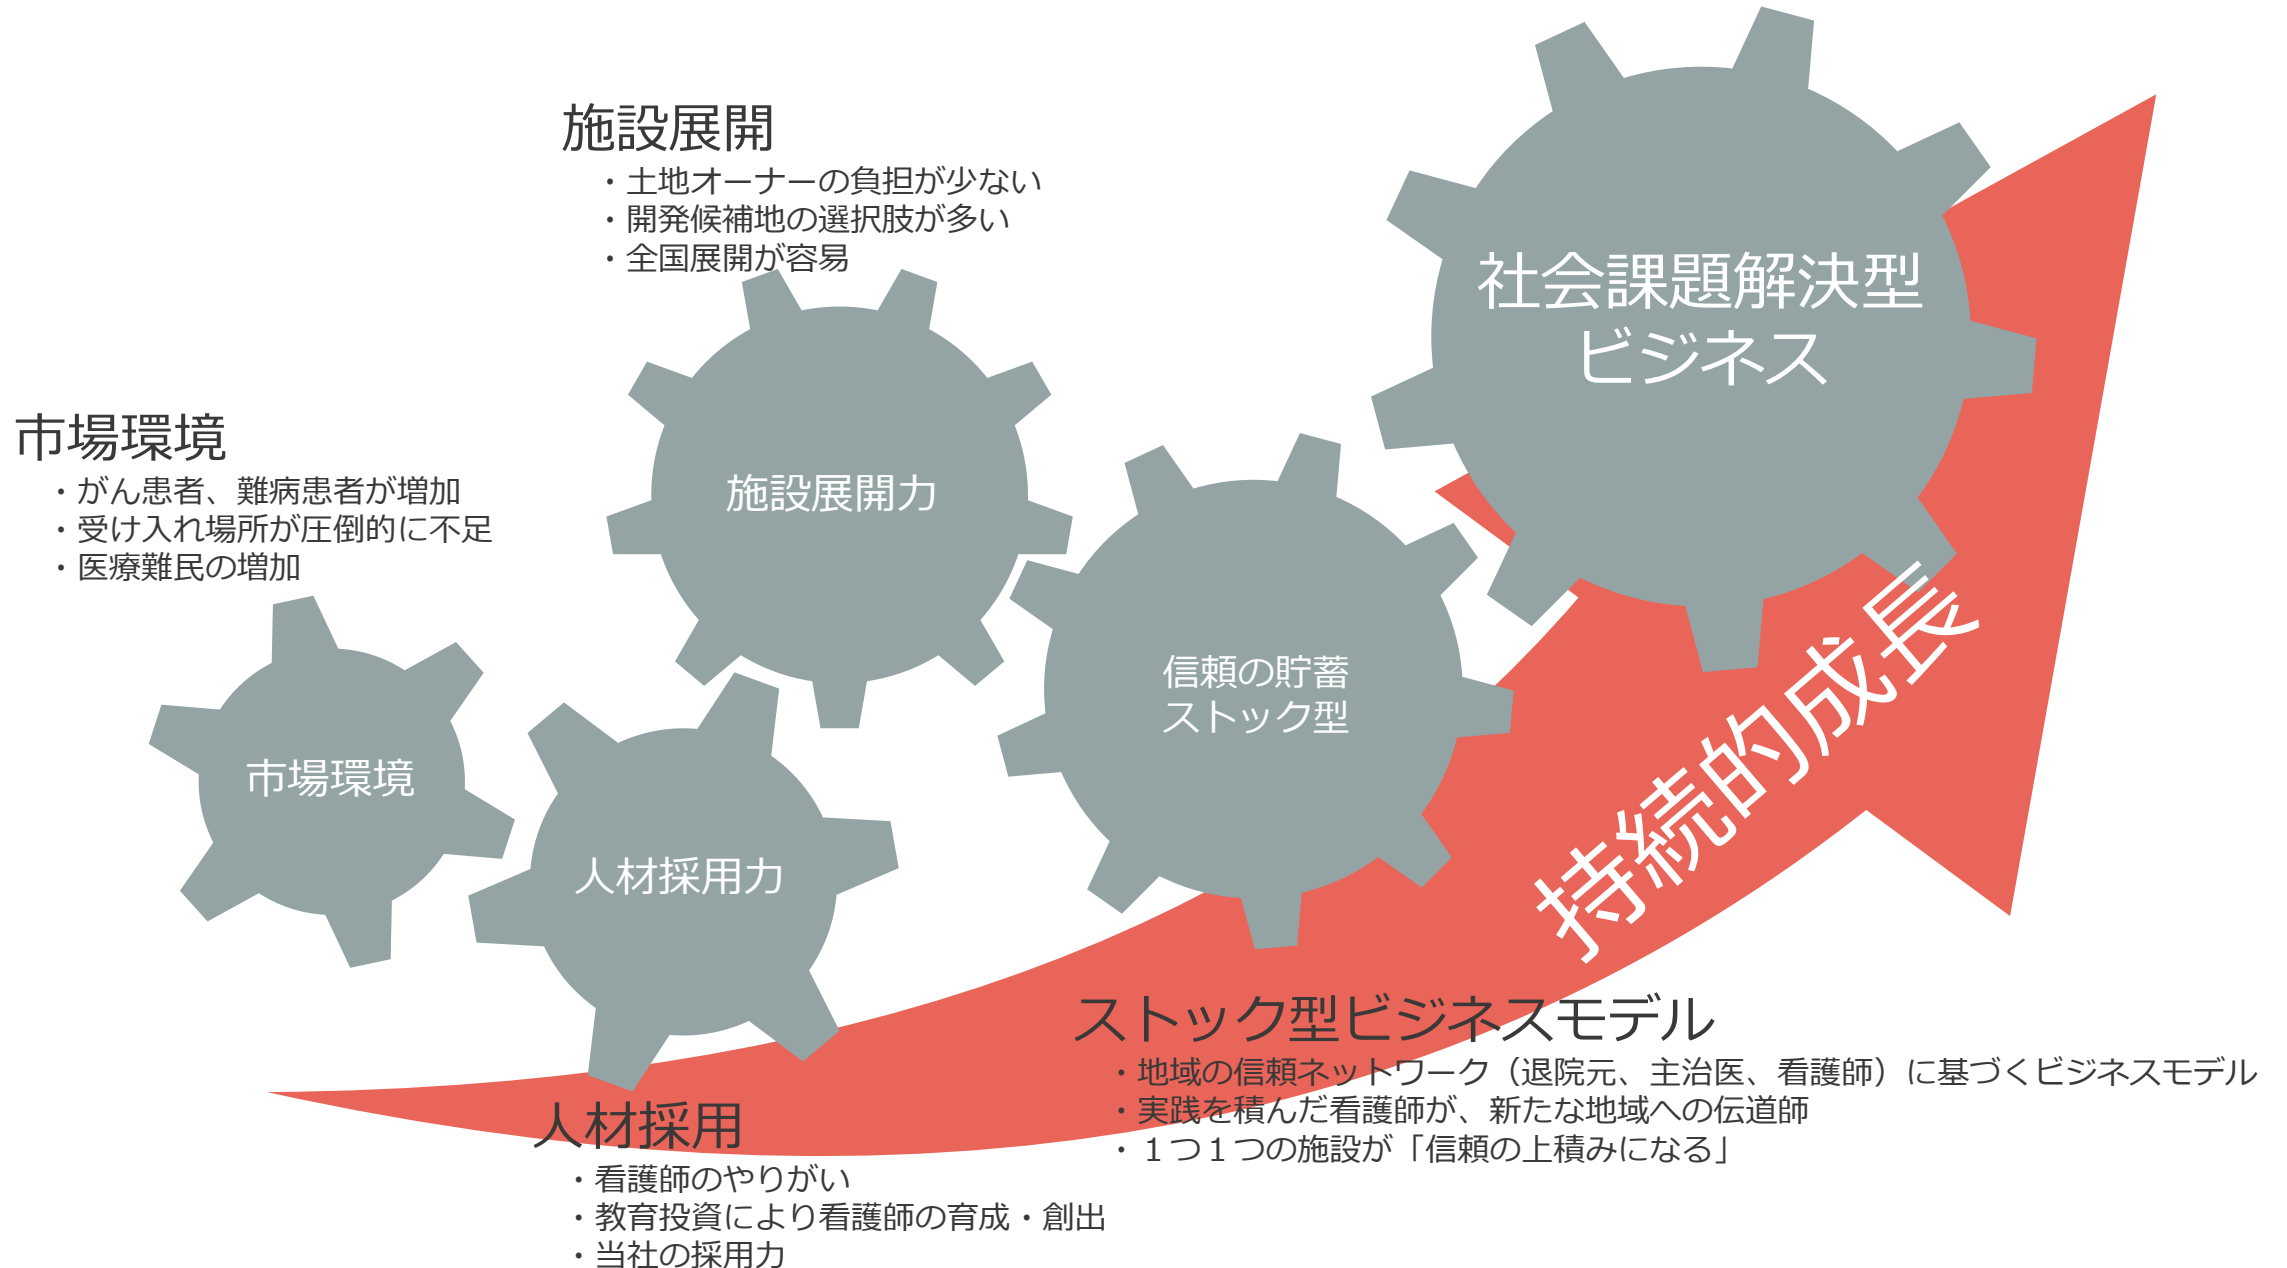 施設展開
・土地オーナーの負担が少ない
・開発候補地の選択肢が多い
・全国展開が容易
社会課題解決型
ビジネス
市場環境
・がん患者、難病患者が増加
・受け入れ場所が圧倒的に不足
・医療難民の増加
施設展開力
信頼の貯蓄
ストック型
市場環境
人材採用力
持続的成長
ストック型ビジネスモデル
・地域の信頼ネットワーク（退院元、主治医、看護師）に基づくビジネスモデル
・実践を積んだ看護師が、新たな地域への伝道師
・１つ１つの施設が「信頼の上積みになる」
人材採用
・看護師のやりがい
・教育投資により看護師の育成・創出
・当社の採用力